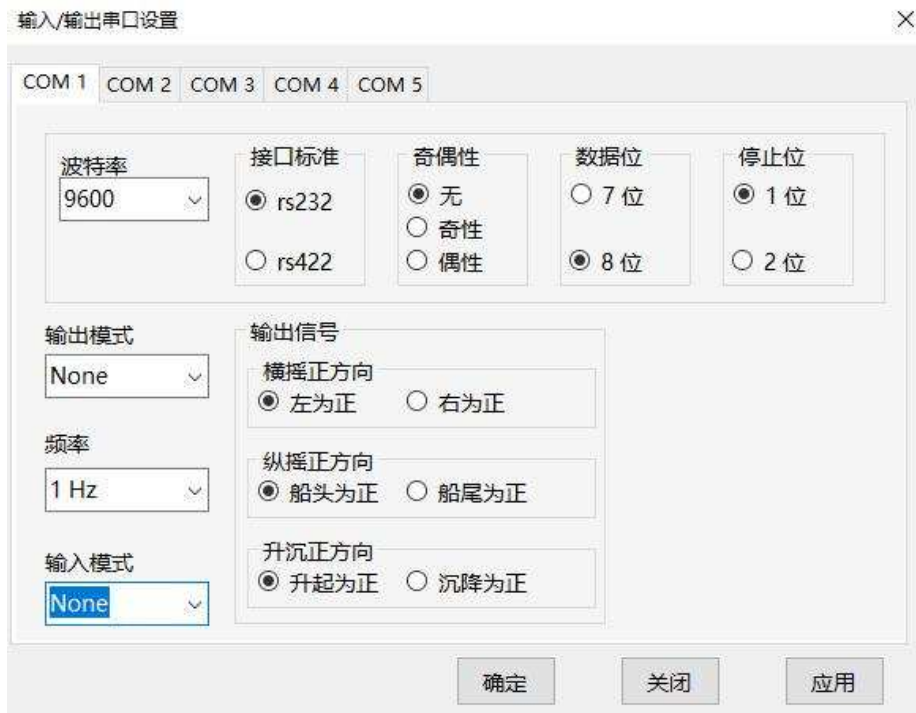 输入/输出串口设置
COM 1 COM 2 COM 3 COM 4 COM 5
波特率 接口标准 奇偶性 数据位 停止位
9600 rs232 无 7 位 1 位
奇性
rs422 偶性 8 位 2 位
输出模式 输出信号
None 横摇正方向
左为正 右为正
频率 纵摇正方向
1 Hz 船头为正 船尾为正
输入模式 升沉正方向
None 升起为正 沉降为正
确定 关闭 应用